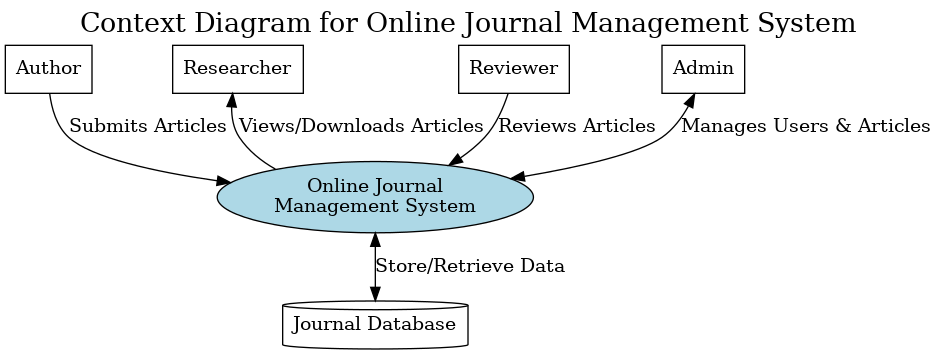 Context Diagram for Online Journal Management System
Author
Researcher
Reviewer
Admin
Submits Articles
Views/Downloads Articles
Reviews Articles
Manages Users & Articles
Online Journal
Management System
Store/Retrieve Data
Journal Database